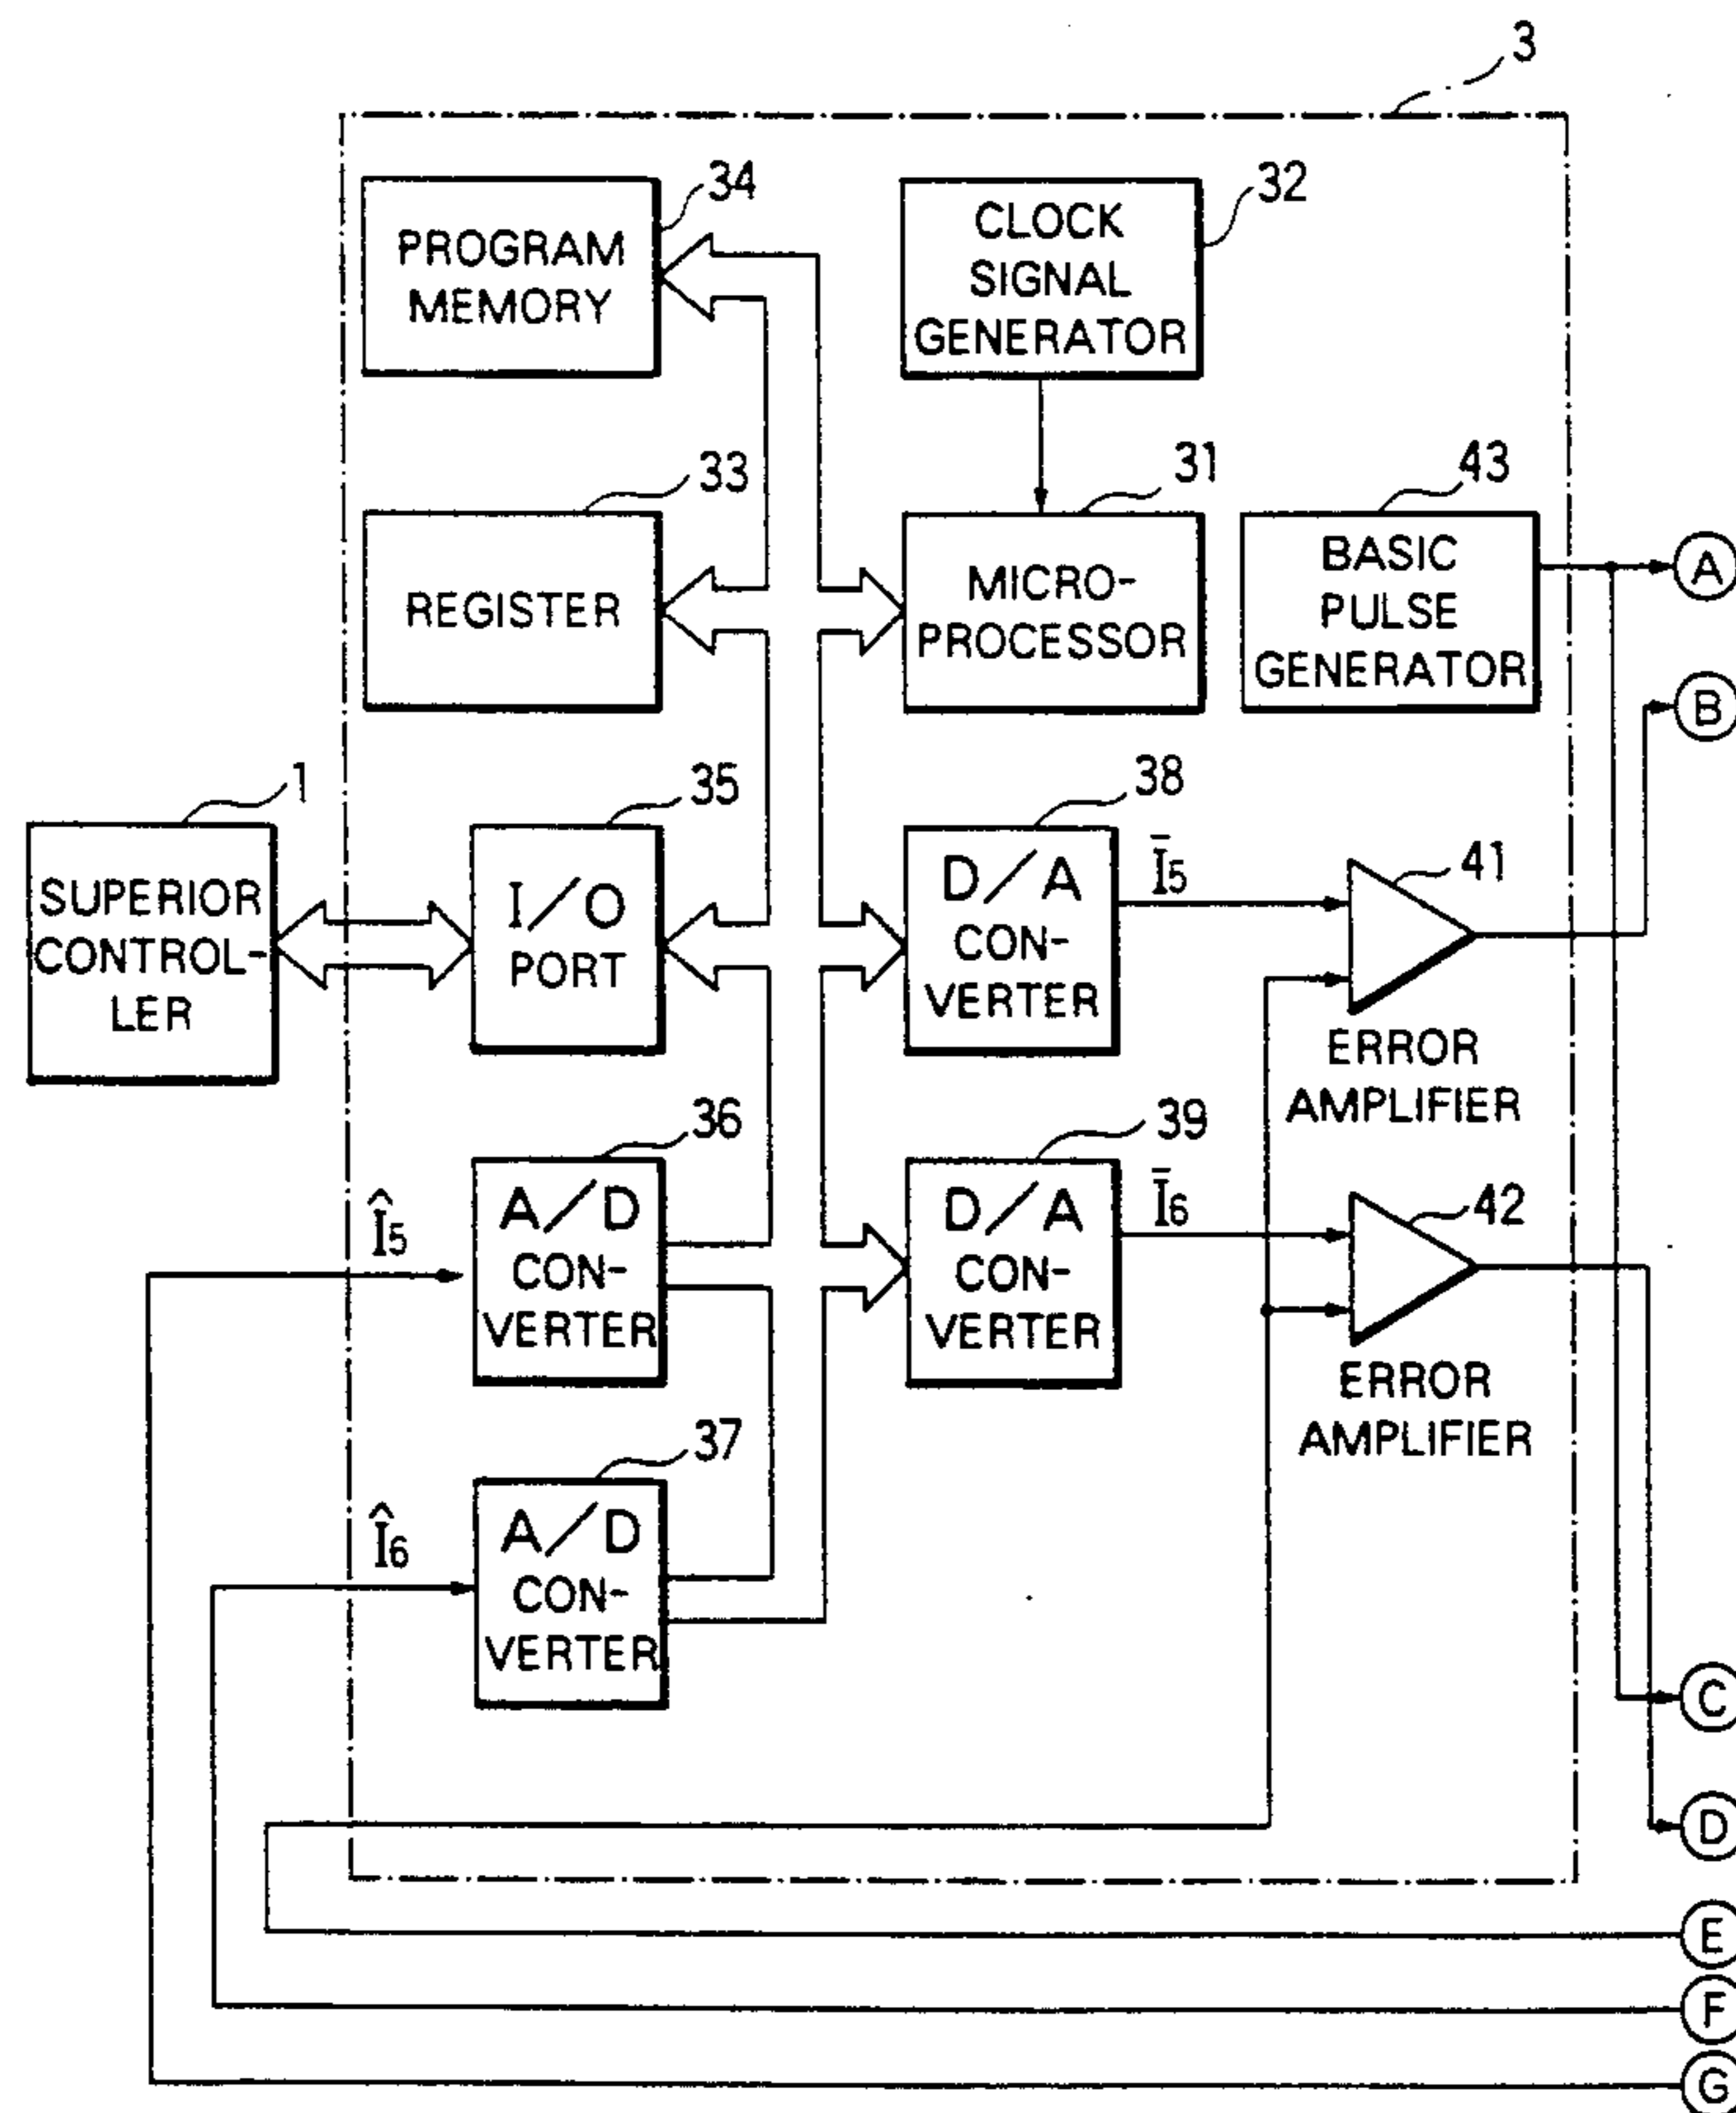 3
34
PROGRAM
MEMORY
32
CLOCK
SIGNAL
GENERATOR
33
REGISTER
31
MICRO-
PROCESSOR
43
BASIC
PULSE
GENERATOR
A
B
1
SUPERIOR
CONTROL-
LER
35
I/O
PORT
38
D/A
CON-
VERTER
Ī5
41
ERROR
AMPLIFIER
36
Î5
A/D
CON-
VERTER
39
D/A
CON-
VERTER
Ī6
42
ERROR
AMPLIFIER
37
Î6
A/D
CON-
VERTER
C
D
E
F
G